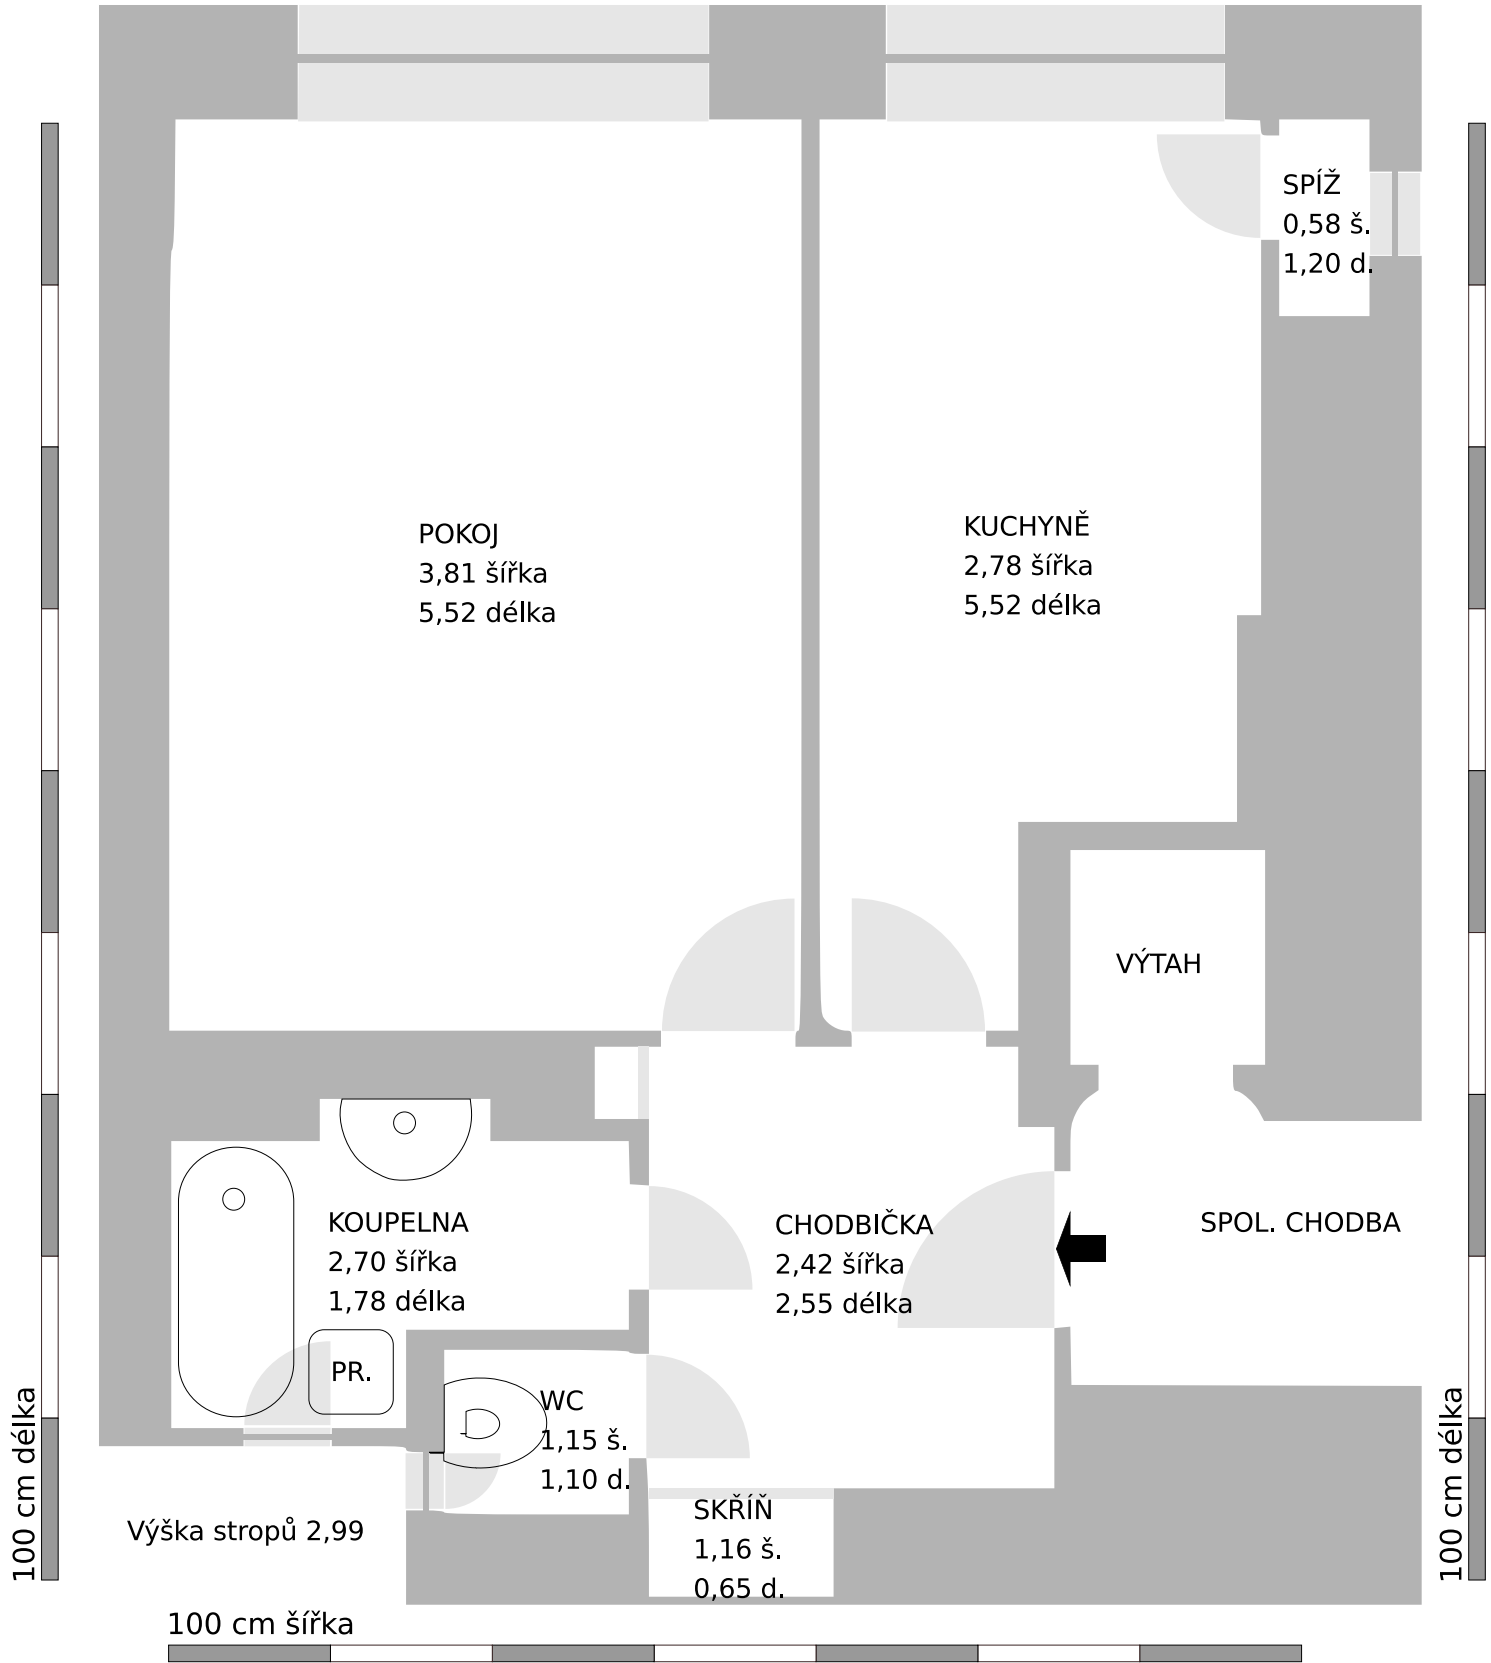 SPÍŽ
0,58 š.
1,20 d.
POKOJ
3,81 šířka
5,52 délka
KUCHYNĚ
2,78 šířka
5,52 délka
VÝTAH
KOUPELNA
2,70 šířka
1,78 délka
CHODBIČKA
2,42 šířka
2,55 délka
SPOL. CHODBA
PR.
WC
1,15 š.
1,10 d.
SKŘÍŇ
1,16 š.
0,65 d.
Výška stropů 2,99
100 cm délka
100 cm délka
100 cm šířka